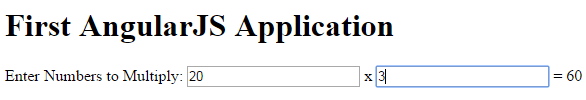 First AngularJS Application
Enter Numbers to Multiply: 20 x 3 = 60